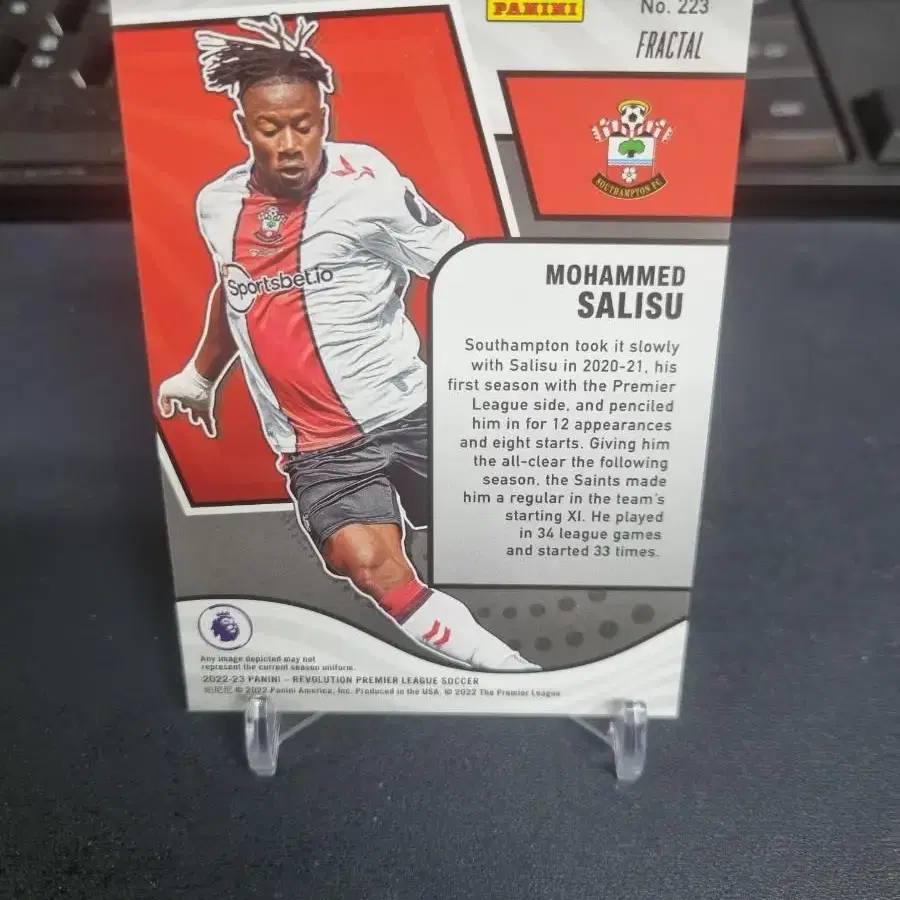 PANINI
No. 223
FRACTAL
SOUTHAMPTON FC
MOHAMMED
SALISU
Southampton took it slowly
with Salisu in 2020-21, his
first season with the Premier
League side, and penciled
him in for 12 appearances
and eight starts. Giving him
the all-clear the following
season, the Saints made
him a regular in the team's
starting XI. He played
in 34 league games
and started 33 times.
Sportsbet.io
Any image depicted may not
represent the current season uniform.
2022-23 PANINI – REVOLUTION PREMIER LEAGUE SOCCER
帕尼尼 © 2022 Panini America, Inc. Produced in the USA. © 2022 The Premier League